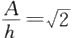 A/h = √2